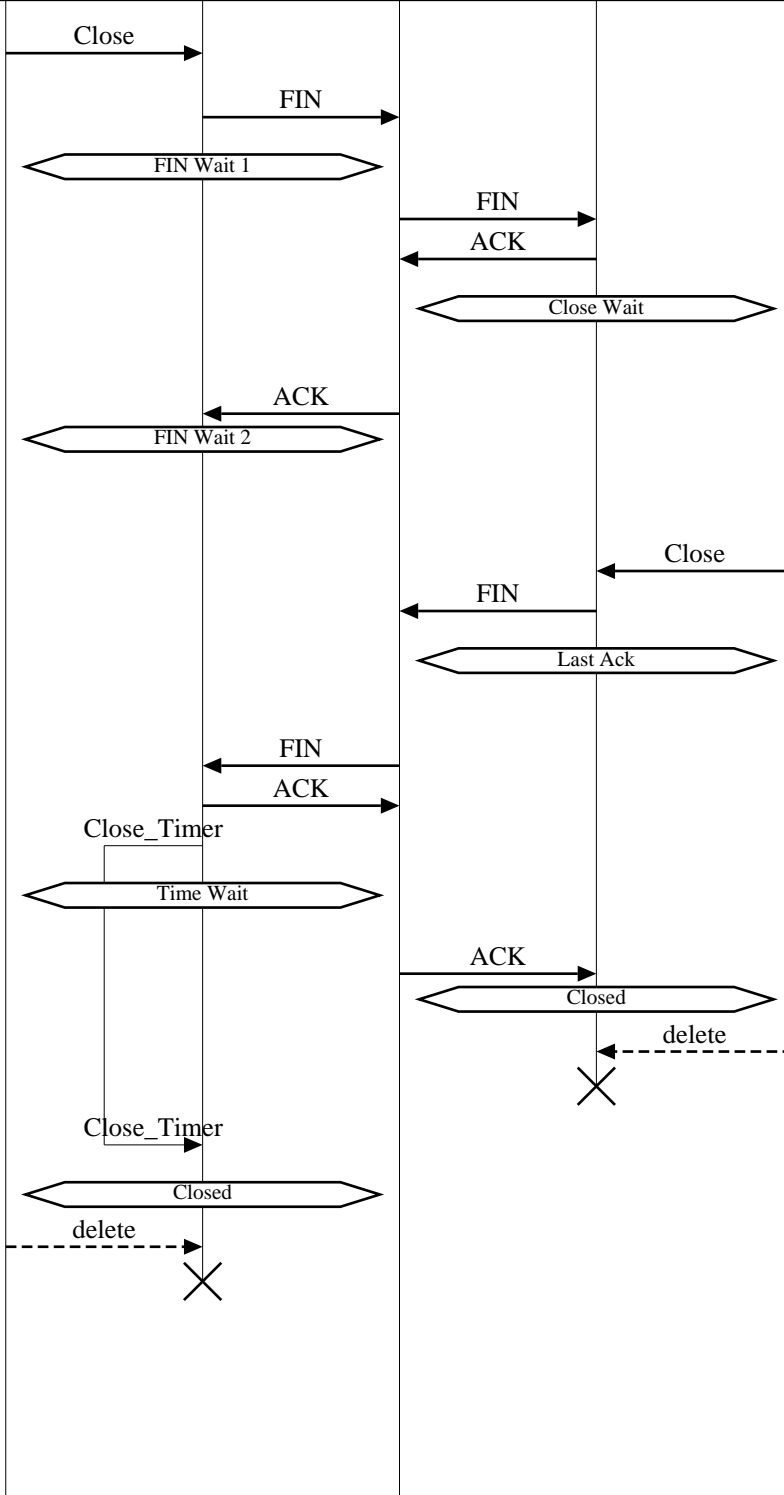 Close
FIN
FIN Wait 1
FIN
ACK
Close Wait
ACK
FIN Wait 2
Close
FIN
Last Ack
FIN
ACK
Close_Timer
Time Wait
ACK
Closed
delete
Close_Timer
Closed
delete